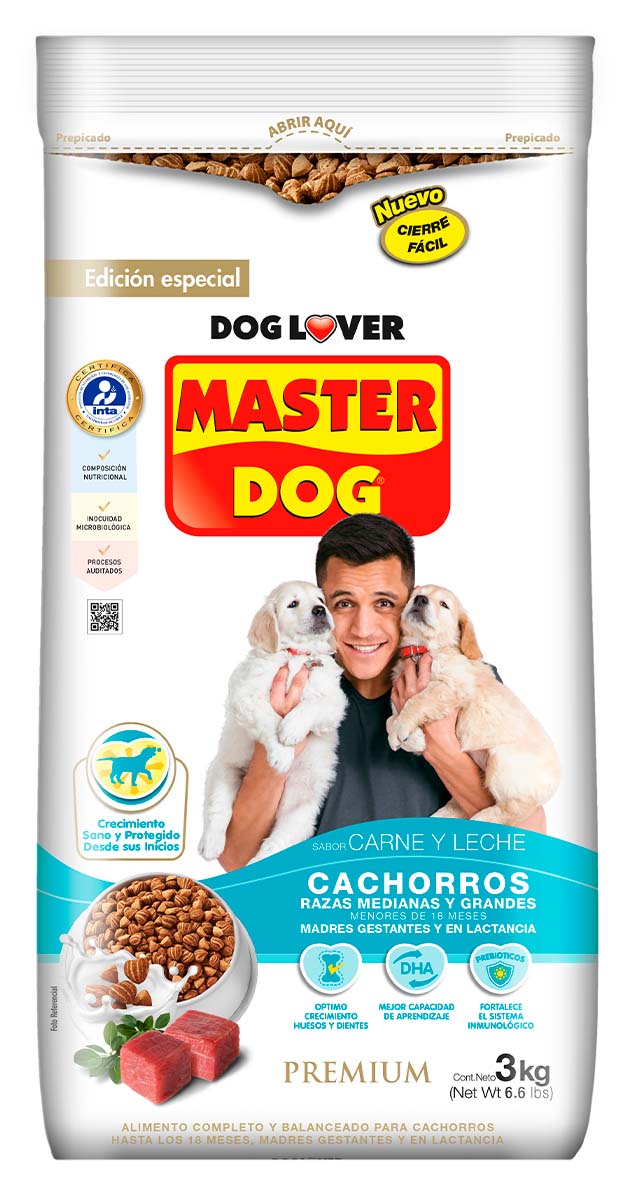 ABRIR AQUÍ
Prepicado
Prepicado
Nuevo
CIERRE
FÁCIL
Edición especial
DOG LOVER
MASTER
DOG®
CERTIFICA
inta
CERTIFICA
COMPOSICIÓN
NUTRICIONAL
INOCUIDAD
MICROBIOLÓGICA
PROCESOS
AUDITADOS
Crecimiento
Sano y Protegido
Desde sus Inicios
SABOR CARNE Y LECHE
CACHORROS
RAZAS MEDIANAS Y GRANDES
MENORES DE 18 MESES
MADRES GESTANTES Y EN LACTANCIA
DHA
PREBIOTICOS
OPTIMO
CRECIMIENTO
HUESOS Y DIENTES
MEJOR CAPACIDAD
DE APRENDIZAJE
FORTALECE
EL SISTEMA
INMUNOLÓGICO
Foto Referencial
PREMIUM
Cont.Neto 3kg
(Net Wt 6.6 lbs)
ALIMENTO COMPLETO Y BALANCEADO PARA CACHORROS
HASTA LOS 18 MESES, MADRES GESTANTES Y EN LACTANCIA